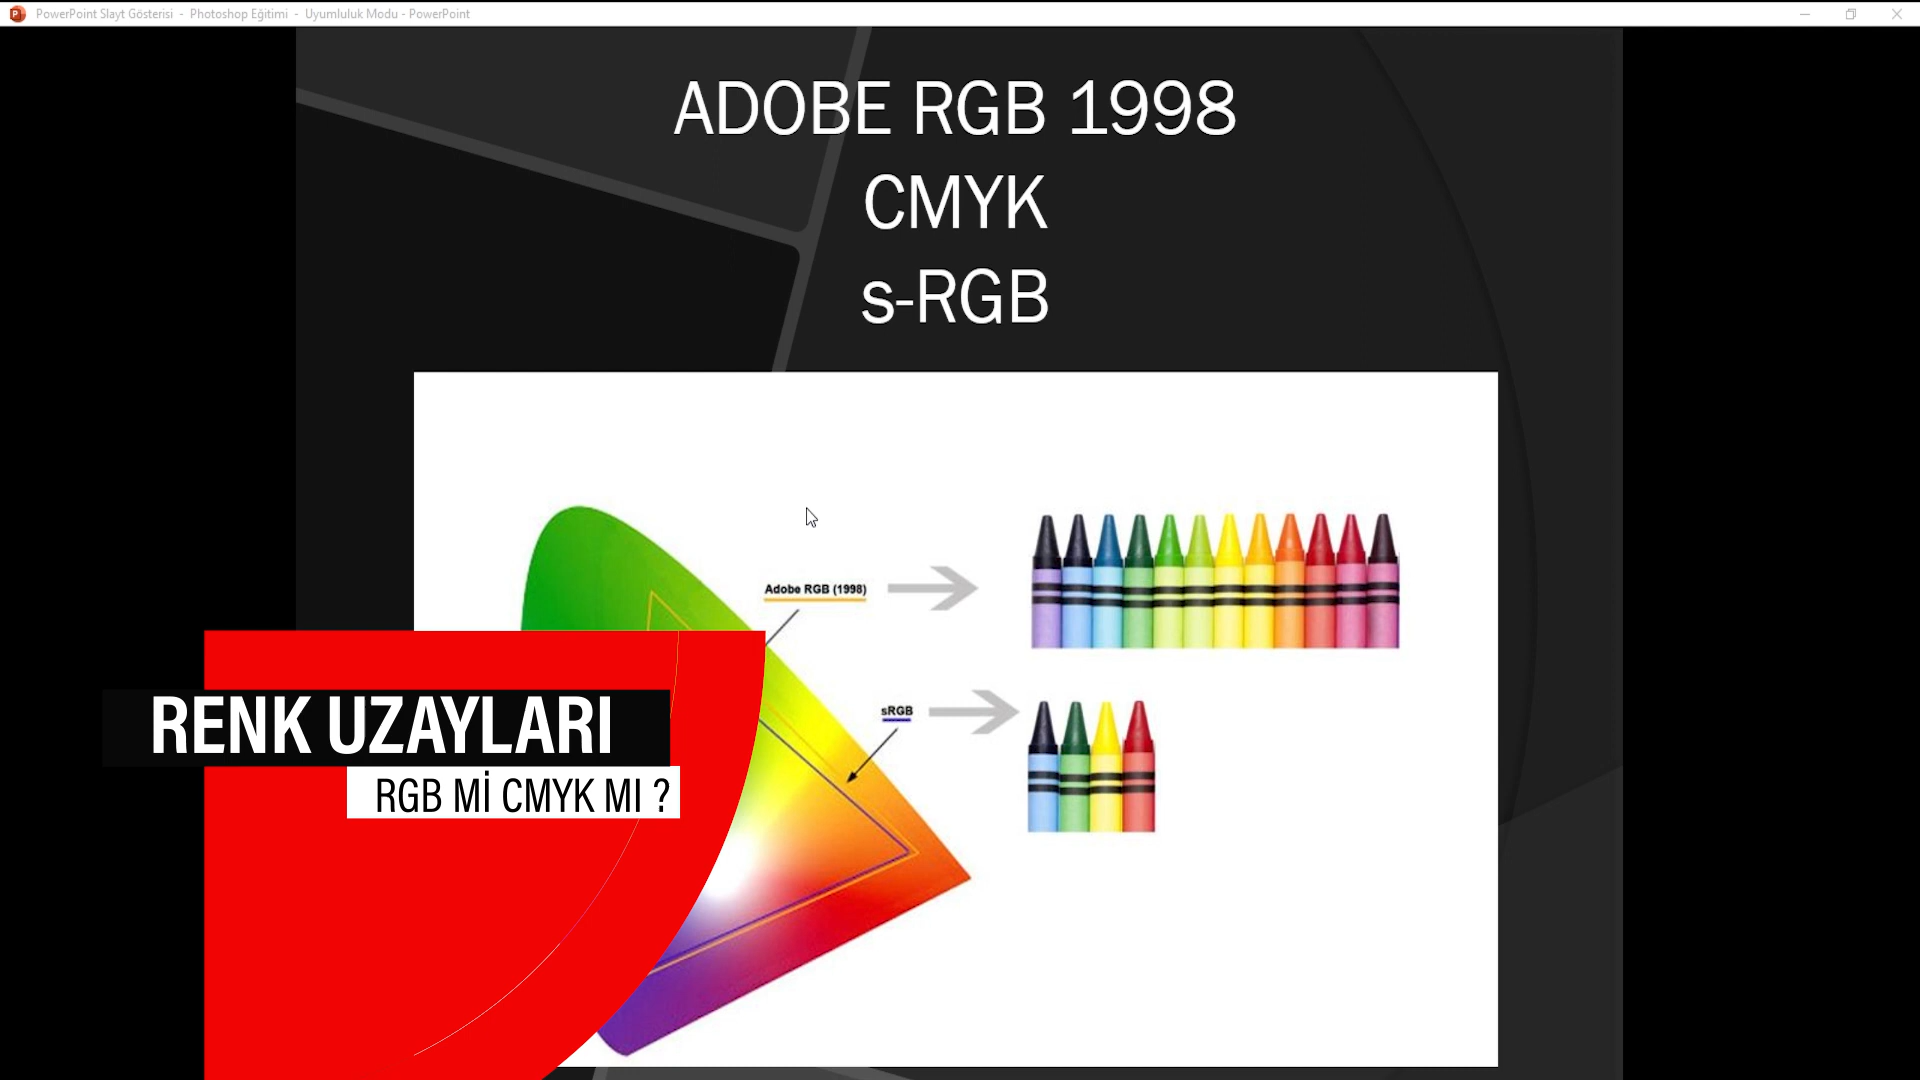 PowerPoint Slayt Gösterisi - Photoshop Eğitimi - Uyumluluk Modu - PowerPoint
ADOBE RGB 1998
CMYK
s-RGB
Adobe RGB (1998)
sRGB
RENK UZAYLARI
RGB Mİ CMYK MI ?